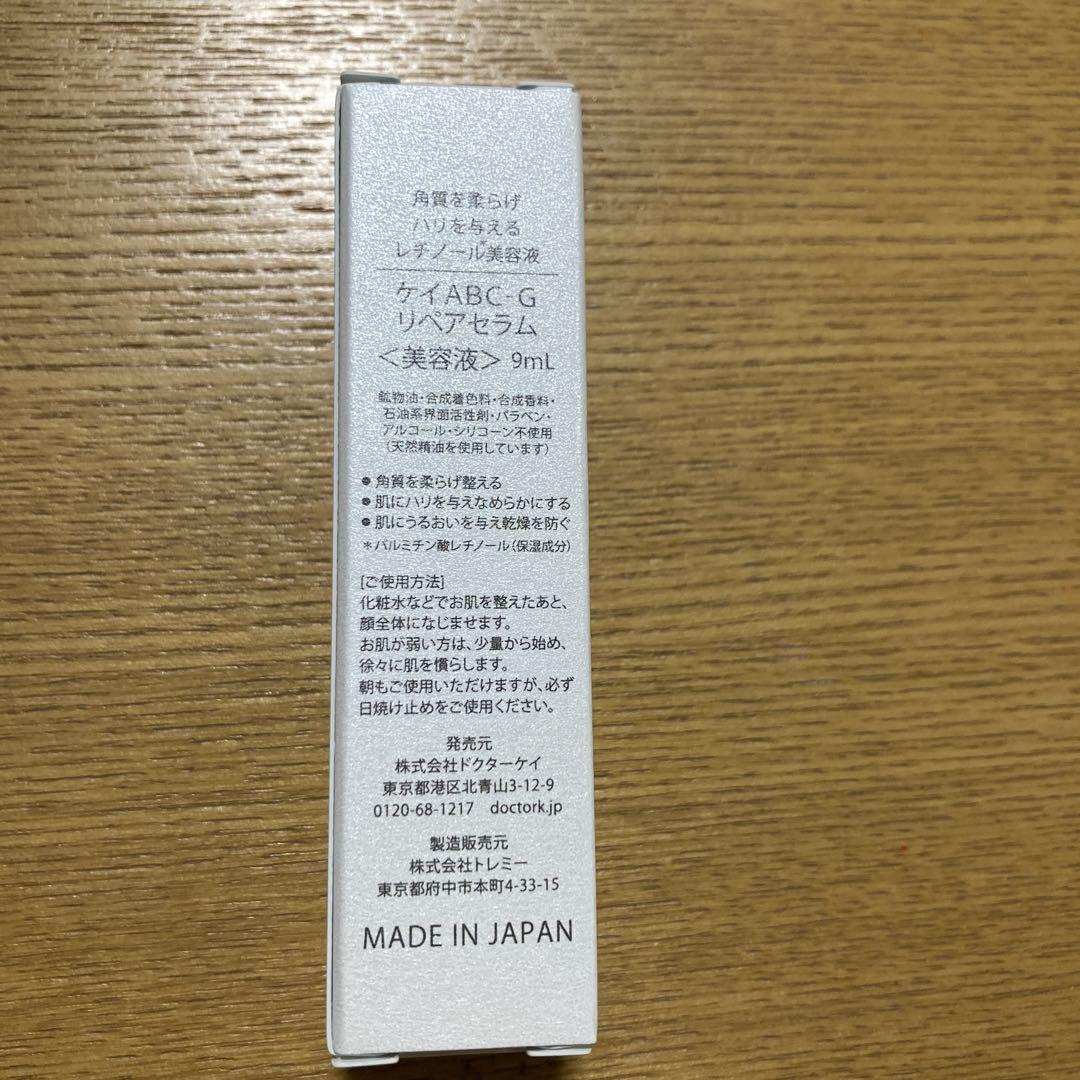 角質を柔らげ
ハリを与える
レチノール*美容液
ケイABC-G
リペアセラム
＜美容液＞ 9mL
鉱物油・合成着色料・合成香料・
石油系界面活性剤・パラベン・
アルコール・シリコーン不使用
（天然精油を使用しています）
● 角質を柔らげ整える
● 肌にハリを与えなめらかにする
● 肌にうるおいを与え乾燥を防ぐ
＊パルミチン酸レチノール（保湿成分）
[ご使用方法]
化粧水などでお肌を整えたあと、
顔全体になじませます。
お肌が弱い方は、少量から始め、
徐々に肌を慣らします。
朝もご使用いただけますが、必ず
日焼け止めをご使用ください。
発売元
株式会社ドクターケイ
東京都港区北青山3-12-9
0120-68-1217 doctork.jp
製造販売元
株式会社トレミー
東京都府中市本町4-33-15
MADE IN JAPAN